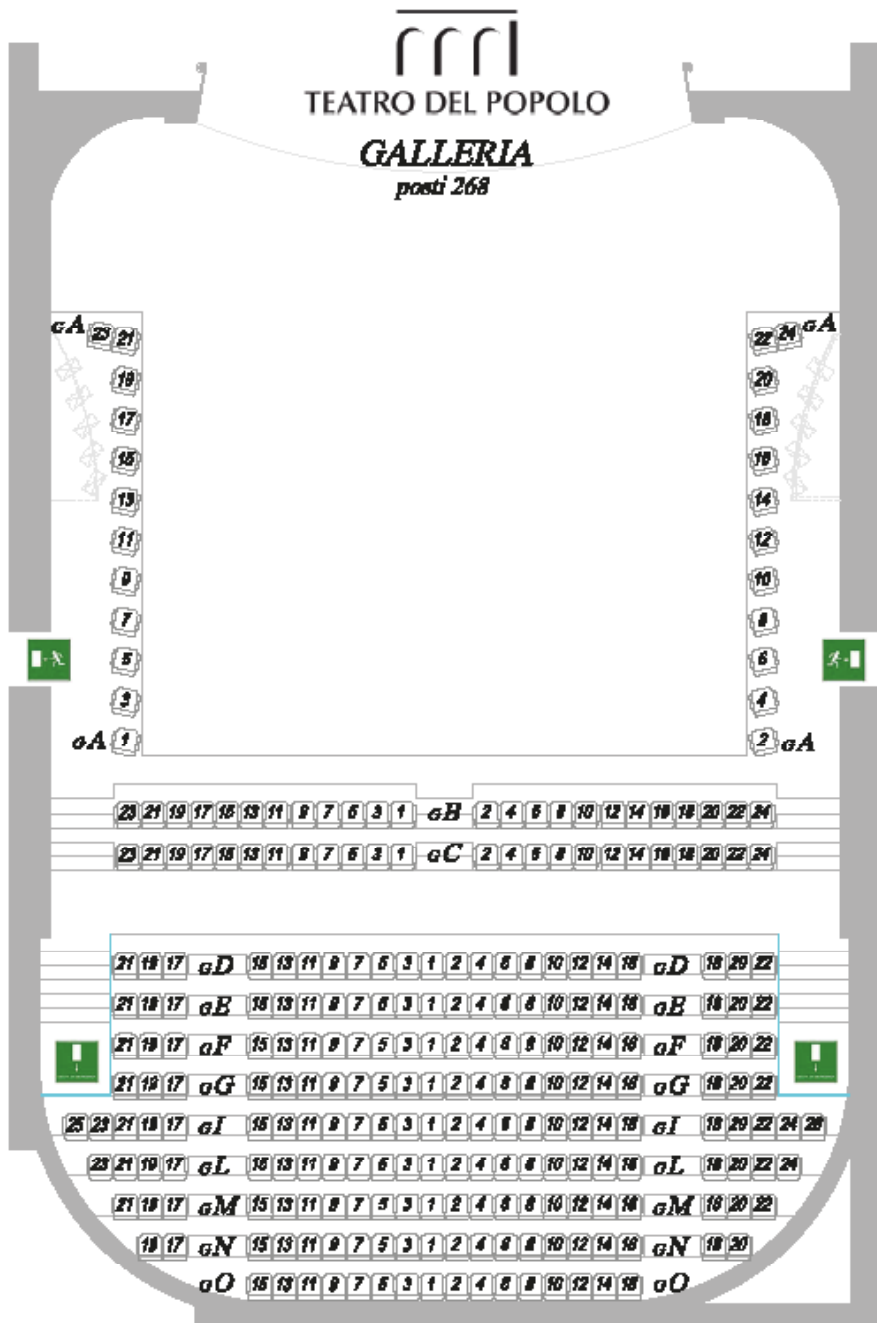 TEATRO DEL POPOLO
GALLERIA
posti 268
GA 23 21 22 24 GA
19 20
17 18
15 16
13 14
11 12
9 10
7 8
5 6
3 4
GA 1 2 GA
23 21 19 17 15 13 11 9 7 5 3 1 GB 2 4 6 8 10 12 14 16 18 20 22 24
23 21 19 17 15 13 11 9 7 5 3 1 GC 2 4 6 8 10 12 14 16 18 20 22 24
21 19 17 GD 15 13 11 9 7 5 3 1 2 4 6 8 10 12 14 16 GD 18 20 22
21 19 17 GE 15 13 11 9 7 5 3 1 2 4 6 8 10 12 14 16 GE 18 20 22
21 19 17 GF 15 13 11 9 7 5 3 1 2 4 6 8 10 12 14 16 GF 18 20 22
21 19 17 GG 15 13 11 9 7 5 3 1 2 4 6 8 10 12 14 16 GG 18 20 22
25 23 21 19 17 GI 15 13 11 9 7 5 3 1 2 4 6 8 10 12 14 16 GI 18 20 22 24 26
23 21 19 17 GL 15 13 11 9 7 5 3 1 2 4 6 8 10 12 14 16 GL 18 20 22 24
21 19 17 GM 15 13 11 9 7 5 3 1 2 4 6 8 10 12 14 16 GM 18 20 22
19 17 GN 15 13 11 9 7 5 3 1 2 4 6 8 10 12 14 16 GN 18 20
GO 15 13 11 9 7 5 3 1 2 4 6 8 10 12 14 16 GO